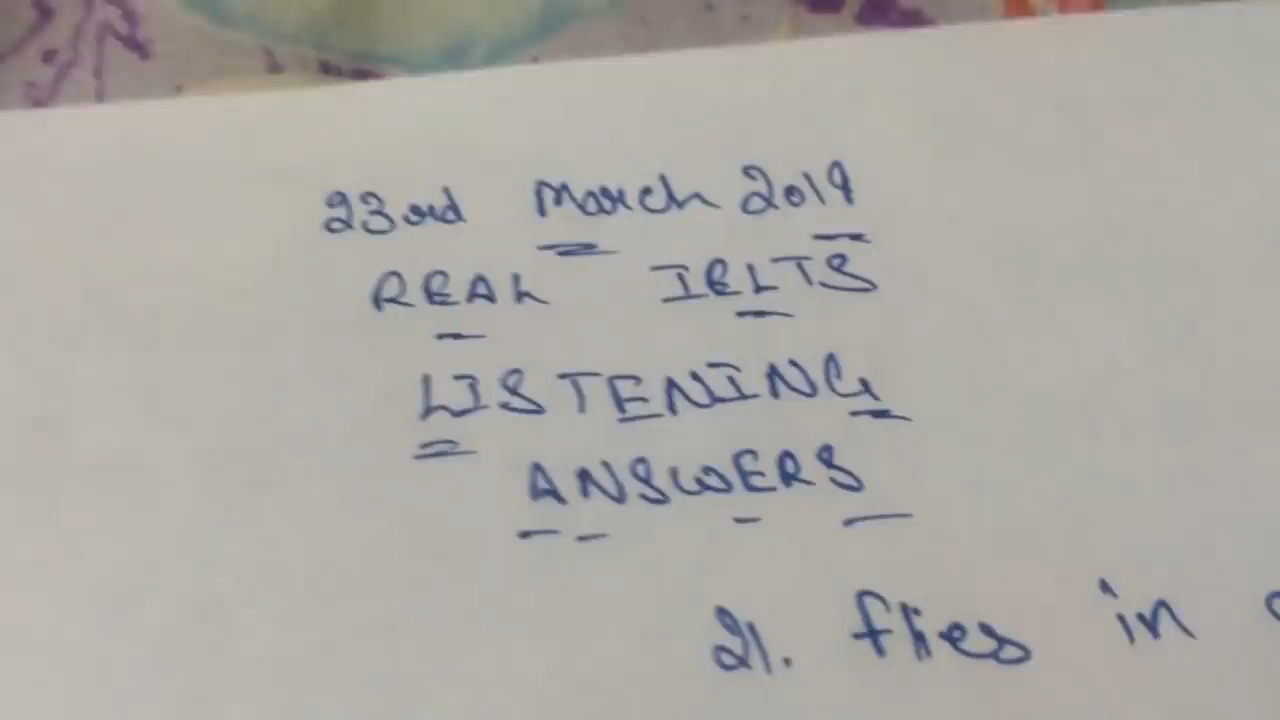 23rd March 2019
REAL IELTS
LISTENING
ANSWERS
21. flies in